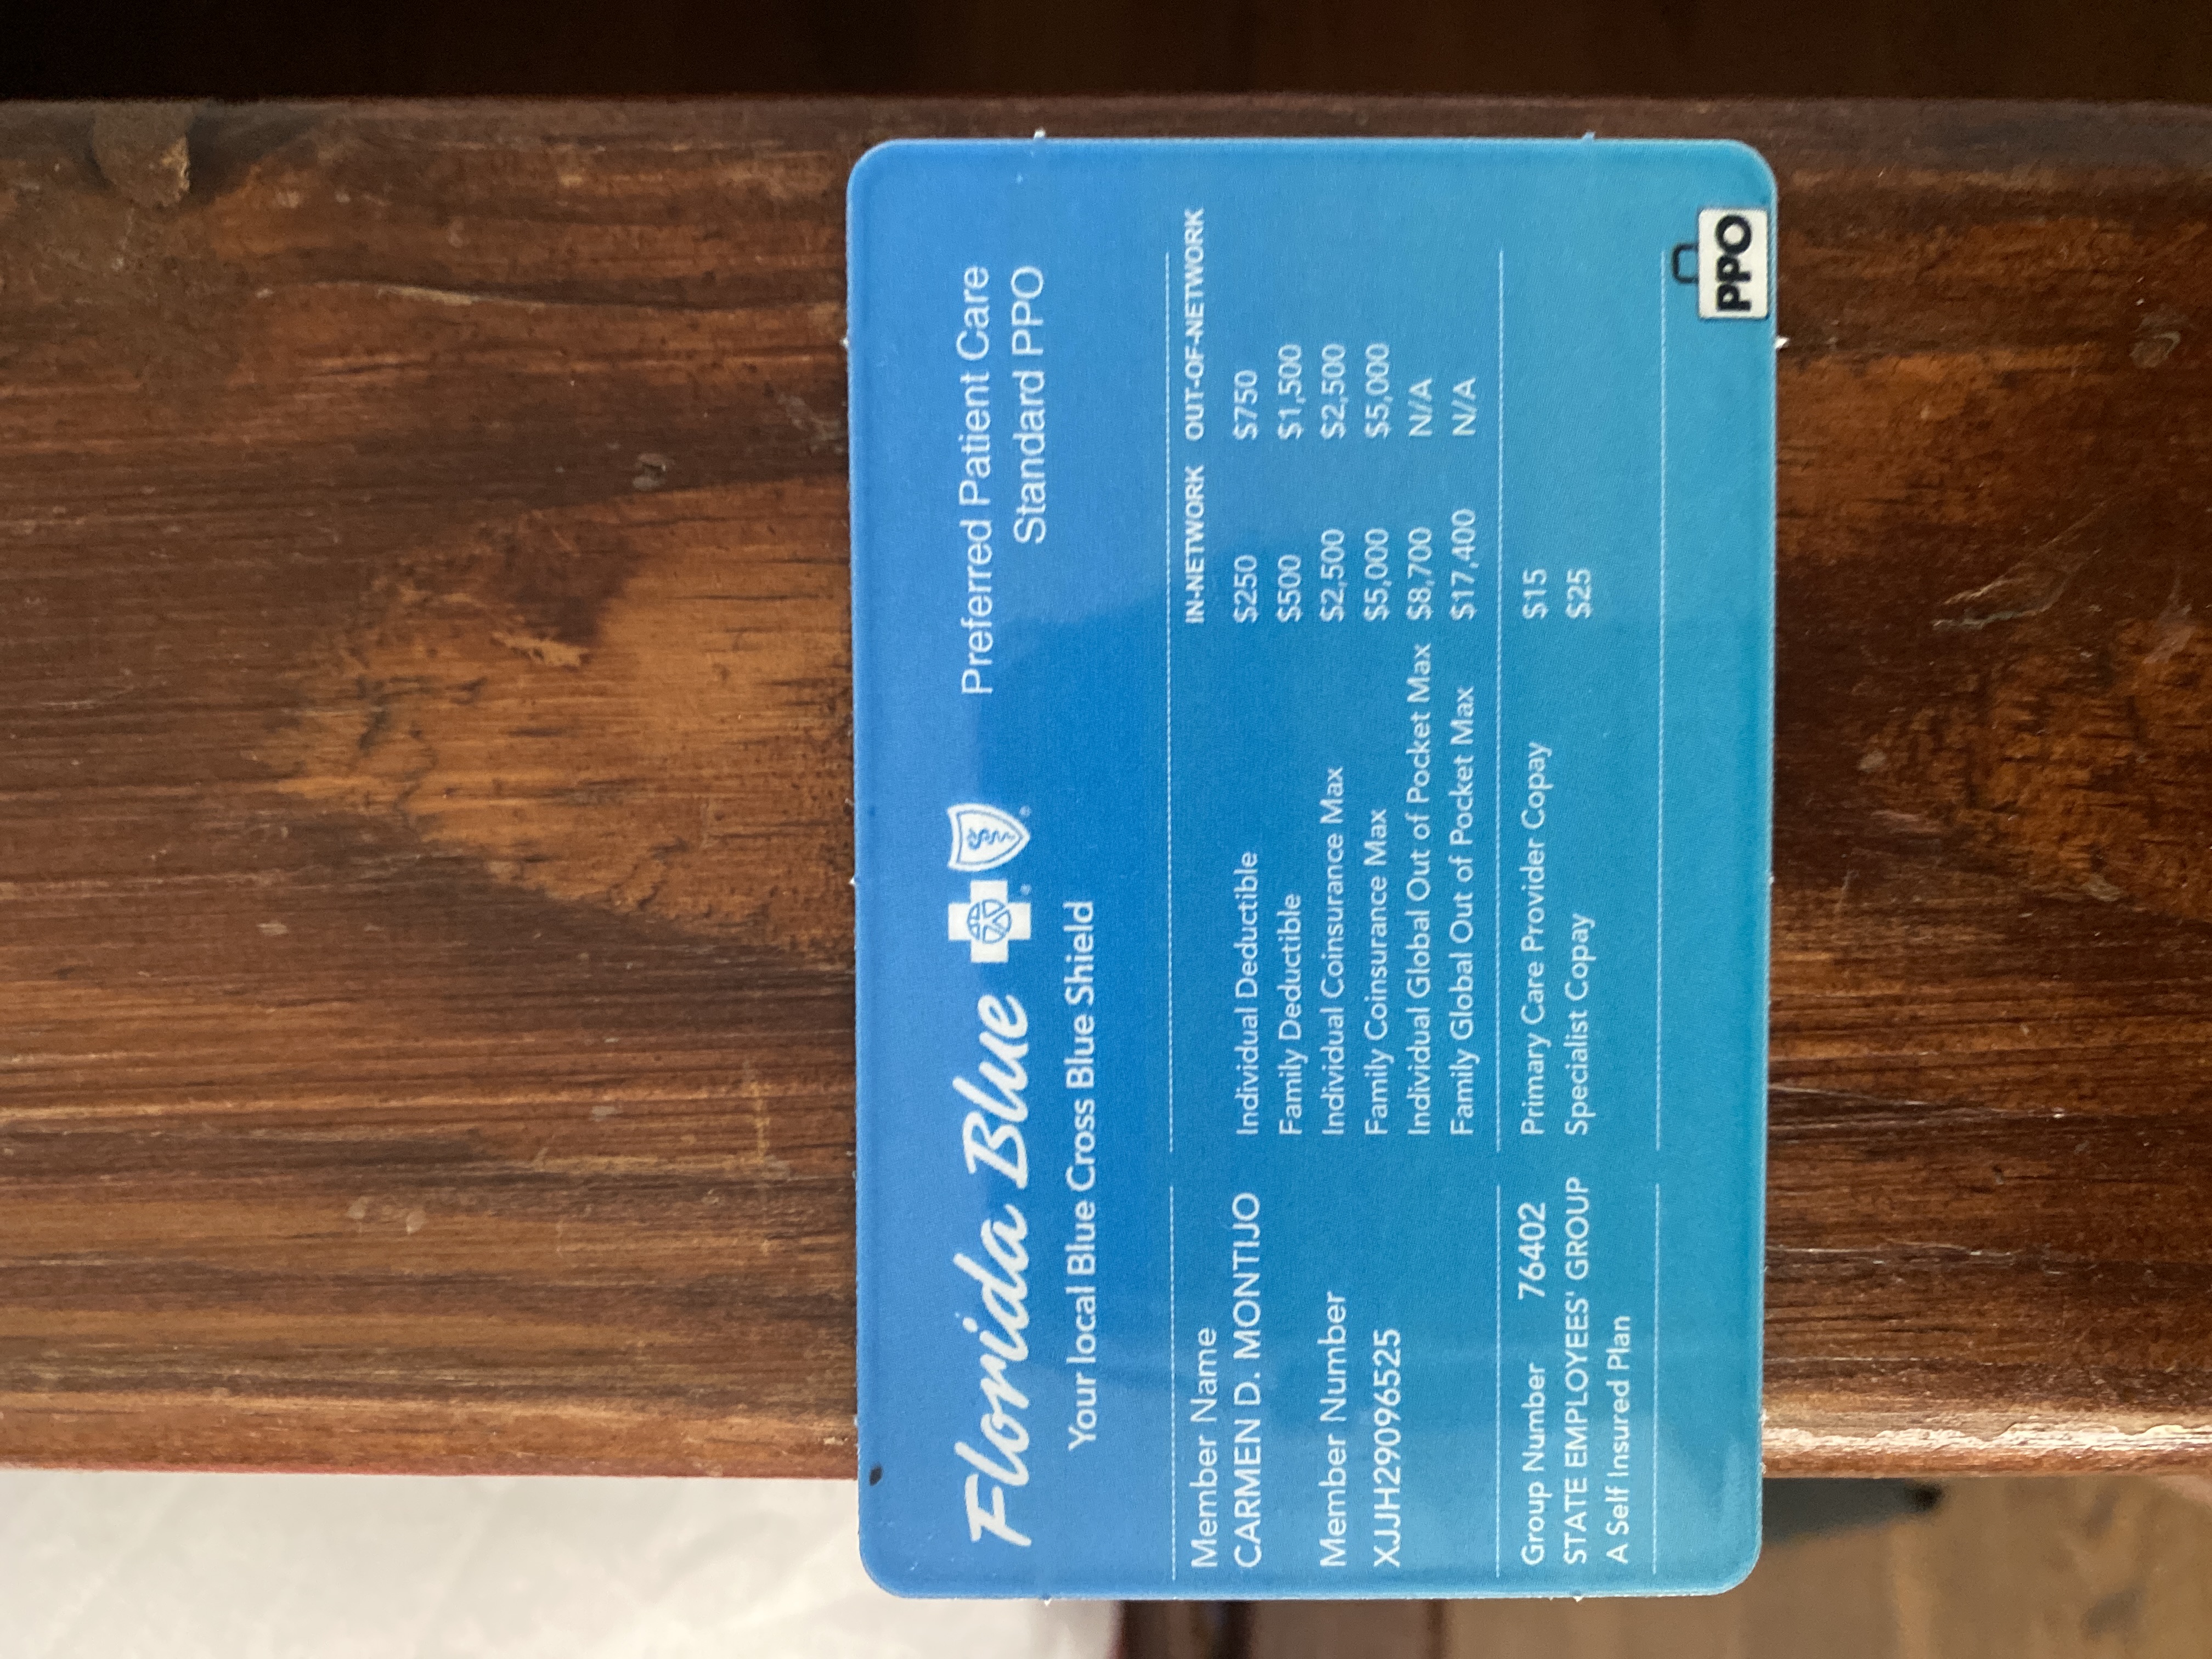 Florida Blue
Your local Blue Cross Blue Shield
Preferred Patient Care
Standard PPO
Member Name
CARMEN D. MONTIJO
Member Number
XJJH29096525
IN-NETWORK OUT-OF-NETWORK
Individual Deductible $250 $750
Family Deductible $500 $1,500
Individual Coinsurance Max $2,500 $2,500
Family Coinsurance Max $5,000 $5,000
Individual Global Out of Pocket Max $8,700 N/A
Family Global Out of Pocket Max $17,400 N/A
Group Number 76402
STATE EMPLOYEES' GROUP
A Self Insured Plan
Primary Care Provider Copay $15
Specialist Copay $25
PPO